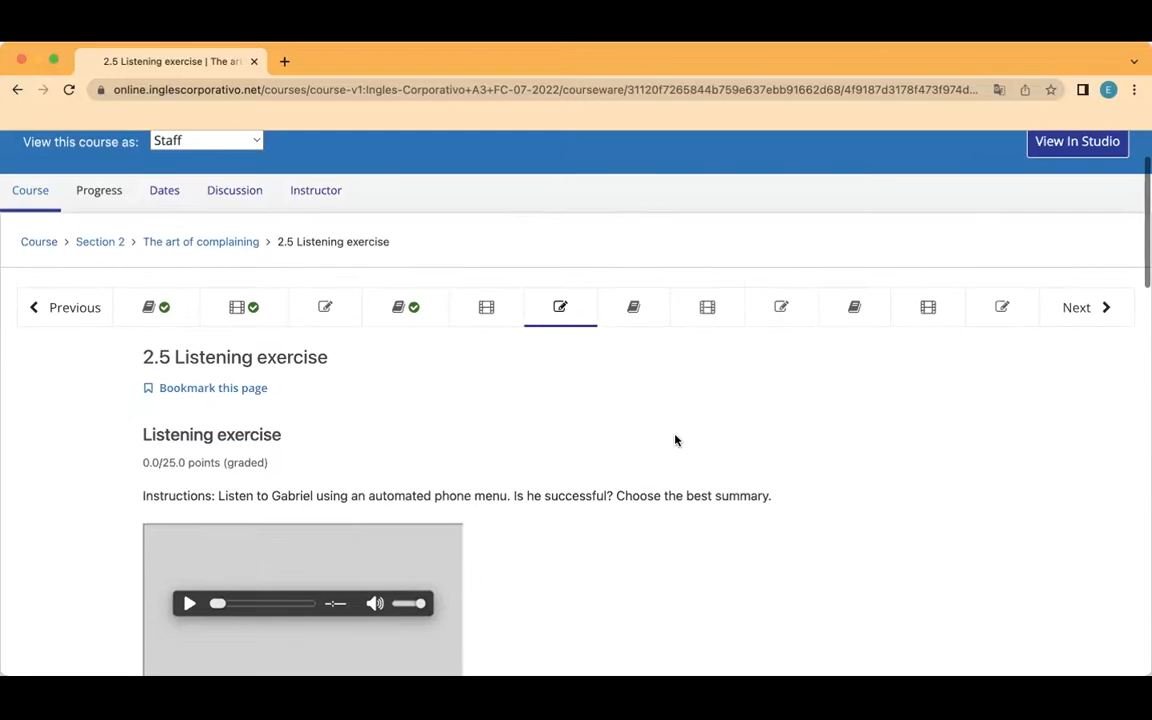 2.5 Listening exercise | The ar
online.inglescorporativo.net/courses/course-v1:Ingles-Corporativo+A3+FC-07-2022/courseware/31120f7265844b759e637ebb91662d68/4f9187d3178f473f974d...
E
View this course as:
Staff
View In Studio
Course
Progress
Dates
Discussion
Instructor
Course > Section 2 > The art of complaining > 2.5 Listening exercise
Previous
Next
2.5 Listening exercise
Bookmark this page
Listening exercise
0.0/25.0 points (graded)
Instructions: Listen to Gabriel using an automated phone menu. Is he successful? Choose the best summary.
--:--